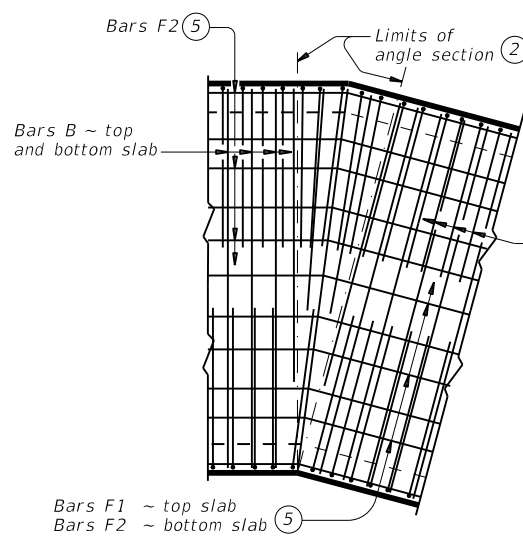 Bars F2 5
Limits of
angle section 2
Bars B ~ top
and bottom slab
Bars F1 ~ top slab
Bars F2 ~ bottom slab 5